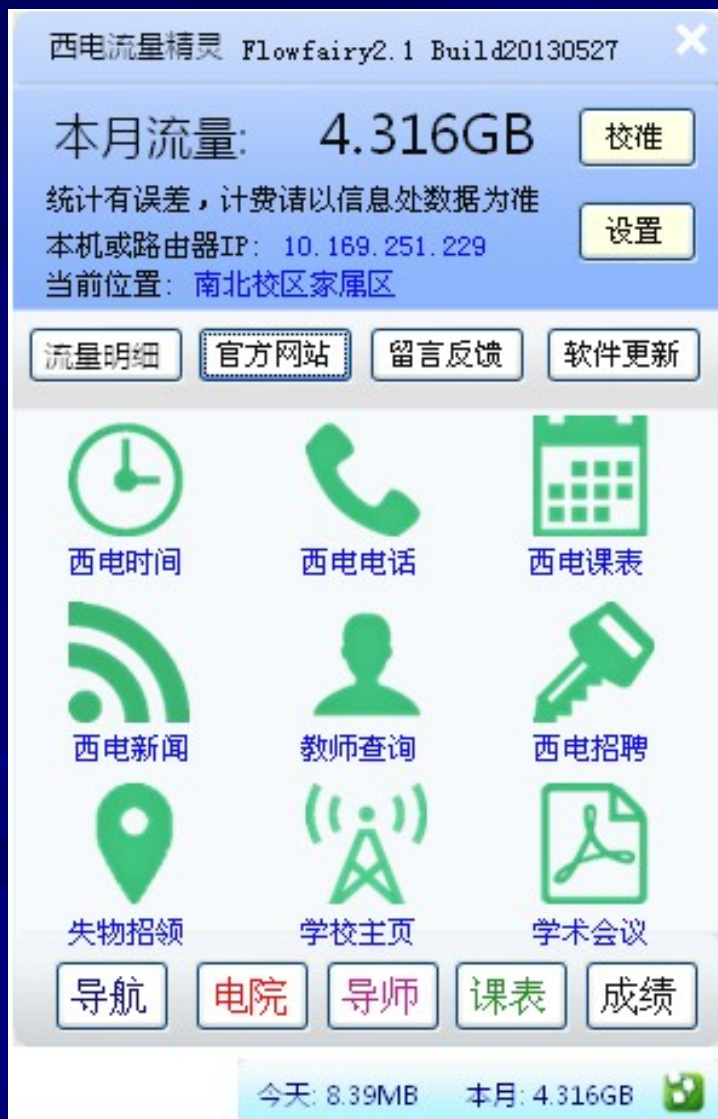 西电流量精灵 Flowfairy2.1 Build20130527
本月流量: 4.316GB 校准
统计有误差，计费请以信息处数据为准
设置
本机或路由器IP: 10.169.251.229
当前位置: 南北校区家属区
流量明细 官方网站 留言反馈 软件更新
西电时间 西电电话 西电课表
西电新闻 教师查询 西电招聘
失物招领 学校主页 学术会议
导航 电院 导师 课表 成绩
今天: 8.39MB 本月: 4.316GB